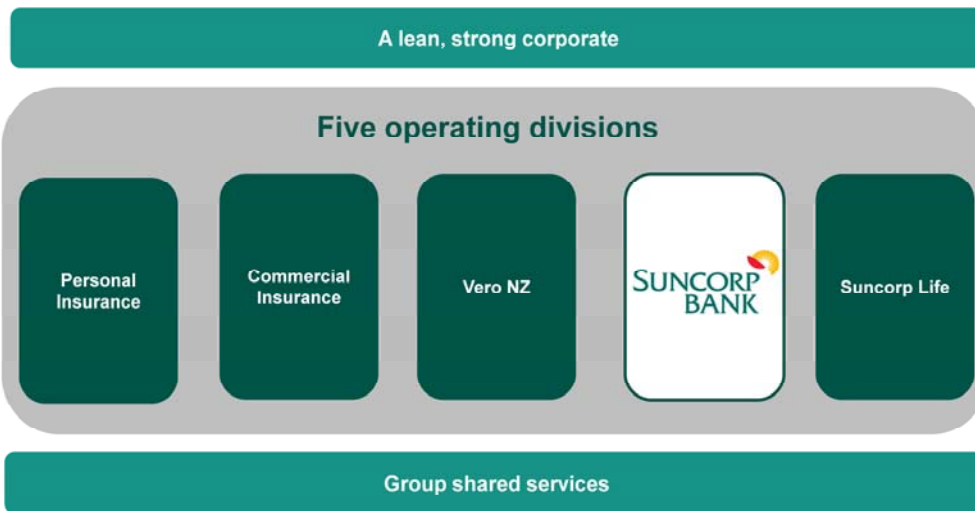 A lean, strong corporate
Five operating divisions
Personal
Insurance
Commercial
Insurance
Vero NZ
SUNCORP
BANK
Suncorp Life
Group shared services